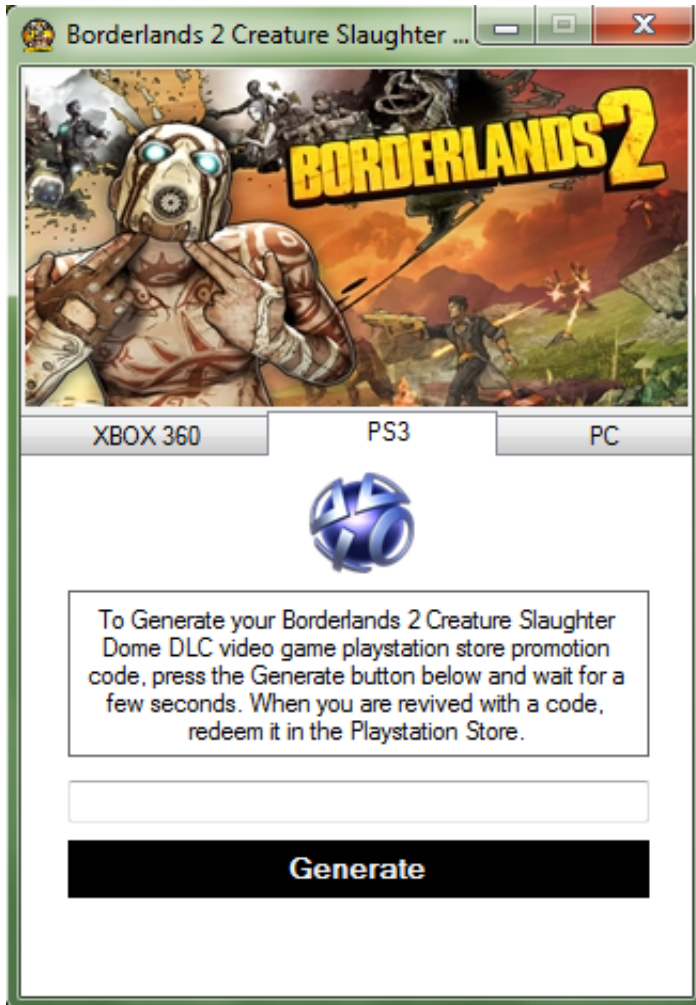 Borderlands 2 Creature Slaughter ...
BORDERLANDS 2
XBOX 360
PS3
PC
To Generate your Borderlands 2 Creature Slaughter
Dome DLC video game playstation store promotion
code, press the Generate button below and wait for a
few seconds. When you are revived with a code,
redeem it in the Playstation Store.
Generate